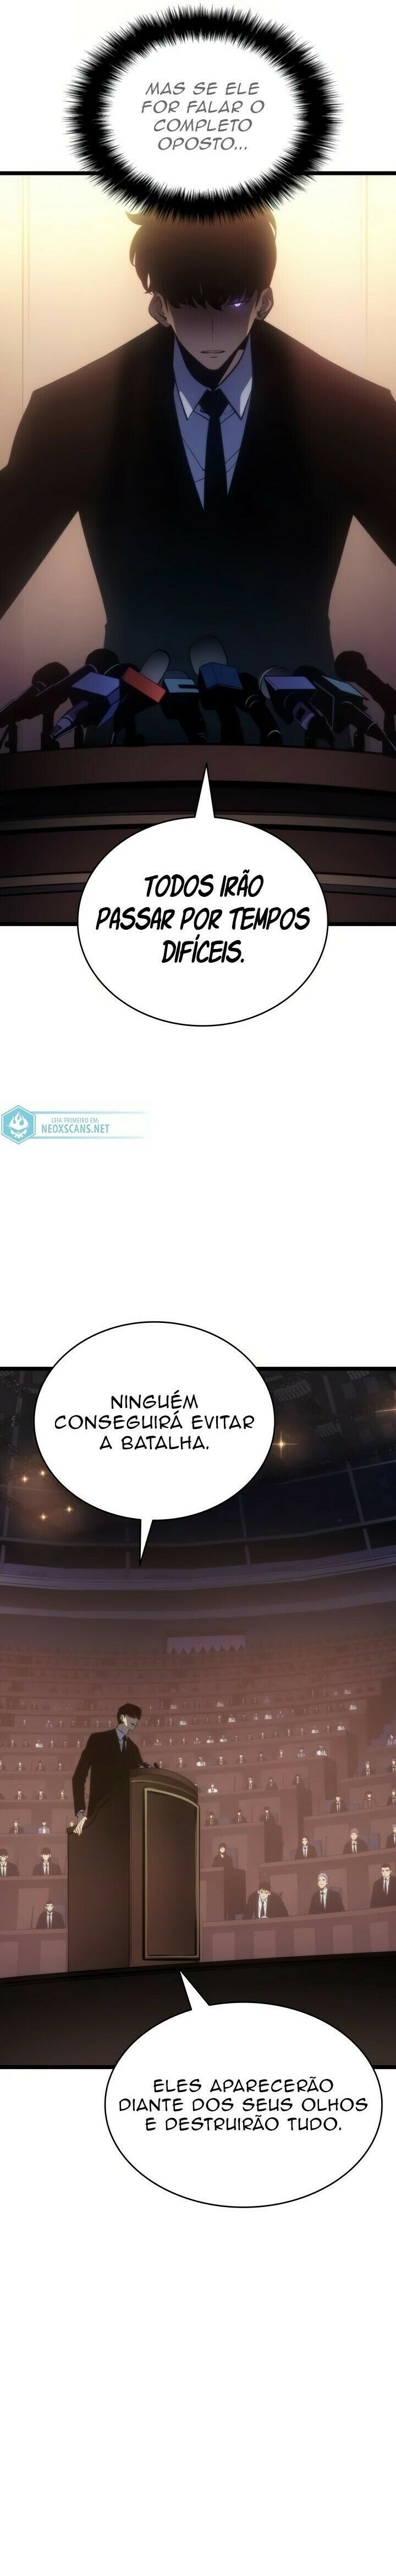 MAS SE ELE
FOR FALAR O
COMPLETO
OPOSTO...
TODOS IRÃO
PASSAR POR TEMPOS
DIFÍCEIS.
LEIA PRIMEIRO EM:
NEOXSCANS.NET
NINGUÉM
CONSEGUIRÁ EVITAR
A BATALHA.
ELES APARECERÃO
DIANTE DOS SEUS OLHOS
E DESTRUIRÃO TUDO.